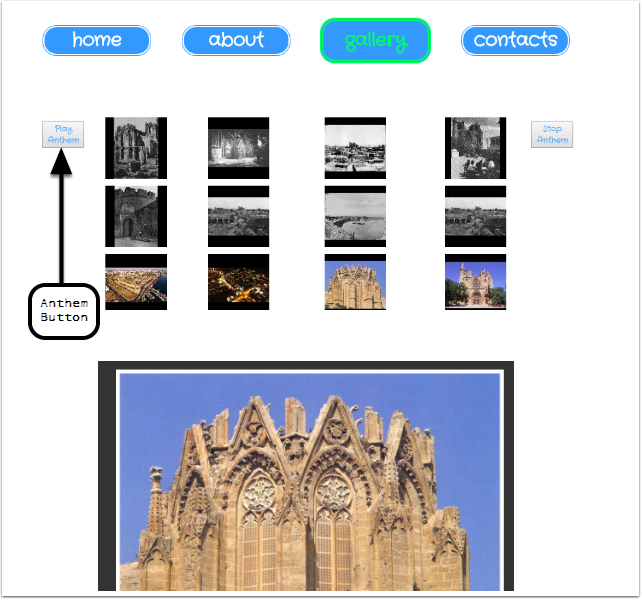 home about gallery contacts
Play
Anthem
Stop
Anthem
Anthem
Button